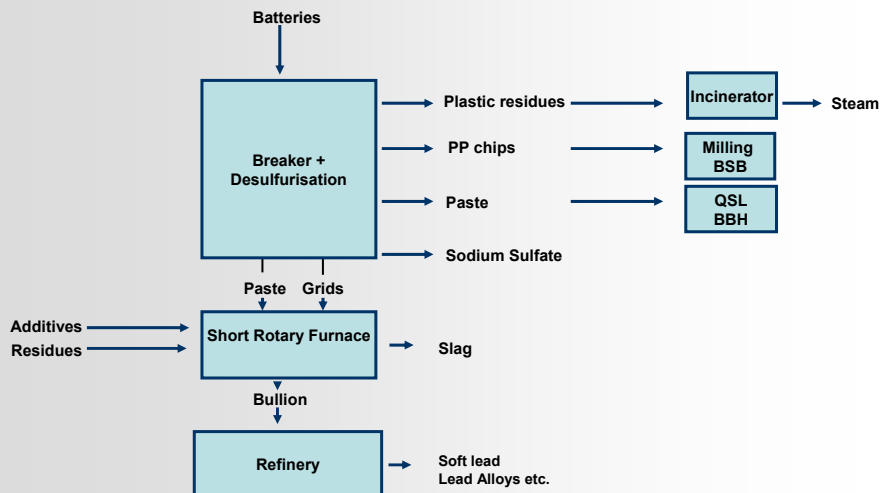 Batteries
Plastic residues
Incinerator
Steam
Breaker +
Desulfurisation
PP chips
Milling
BSB
Paste
QSL
BBH
Sodium Sulfate
Paste Grids
Additives
Residues
Short Rotary Furnace
Slag
Bullion
Refinery
Soft lead
Lead Alloys etc.